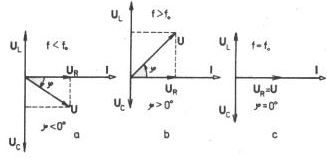 U_L
f < f₀
U_R
I
φ
U
U_C
φ < 0°
a
U_L
f > f₀
U
φ
U_R
I
U_C
φ > 0°
b
U_L
f = f₀
I
U_R = U
φ = 0°
U_C
c